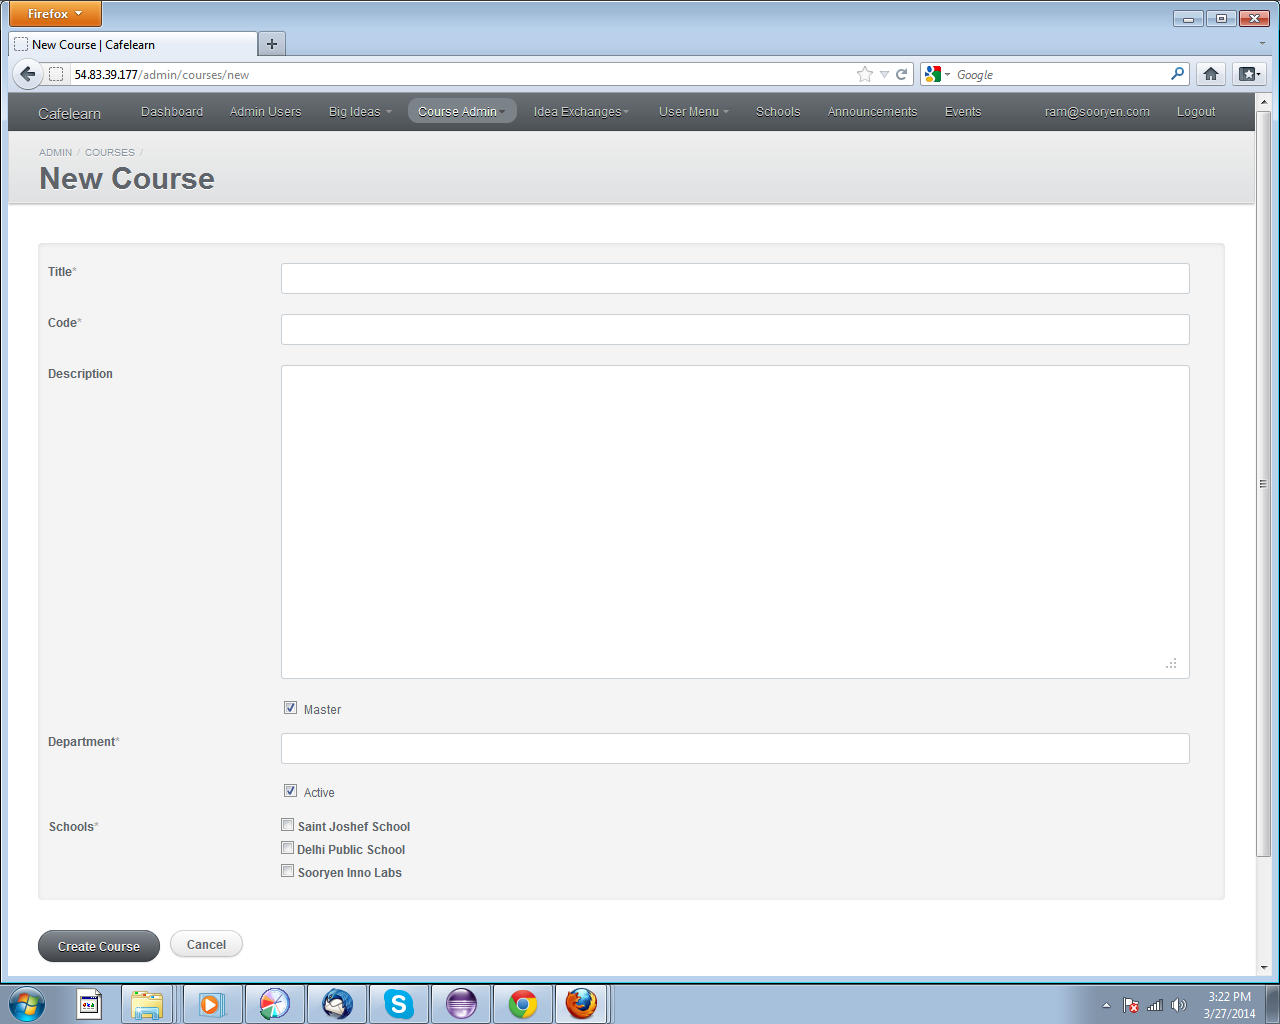 Firefox
New Course | Cafelearn
54.83.39.177/admin/courses/new
Google
Cafelearn Dashboard Admin Users Big Ideas Course Admin Idea Exchanges User Menu Schools Announcements Events ram@sooryen.com Logout
ADMIN / COURSES /
New Course
Title*
Code*
Description
Master
Department*
Active
Schools*
Saint Joshef School
Delhi Public School
Sooryen Inno Labs
Create Course Cancel
3:22 PM
3/27/2014